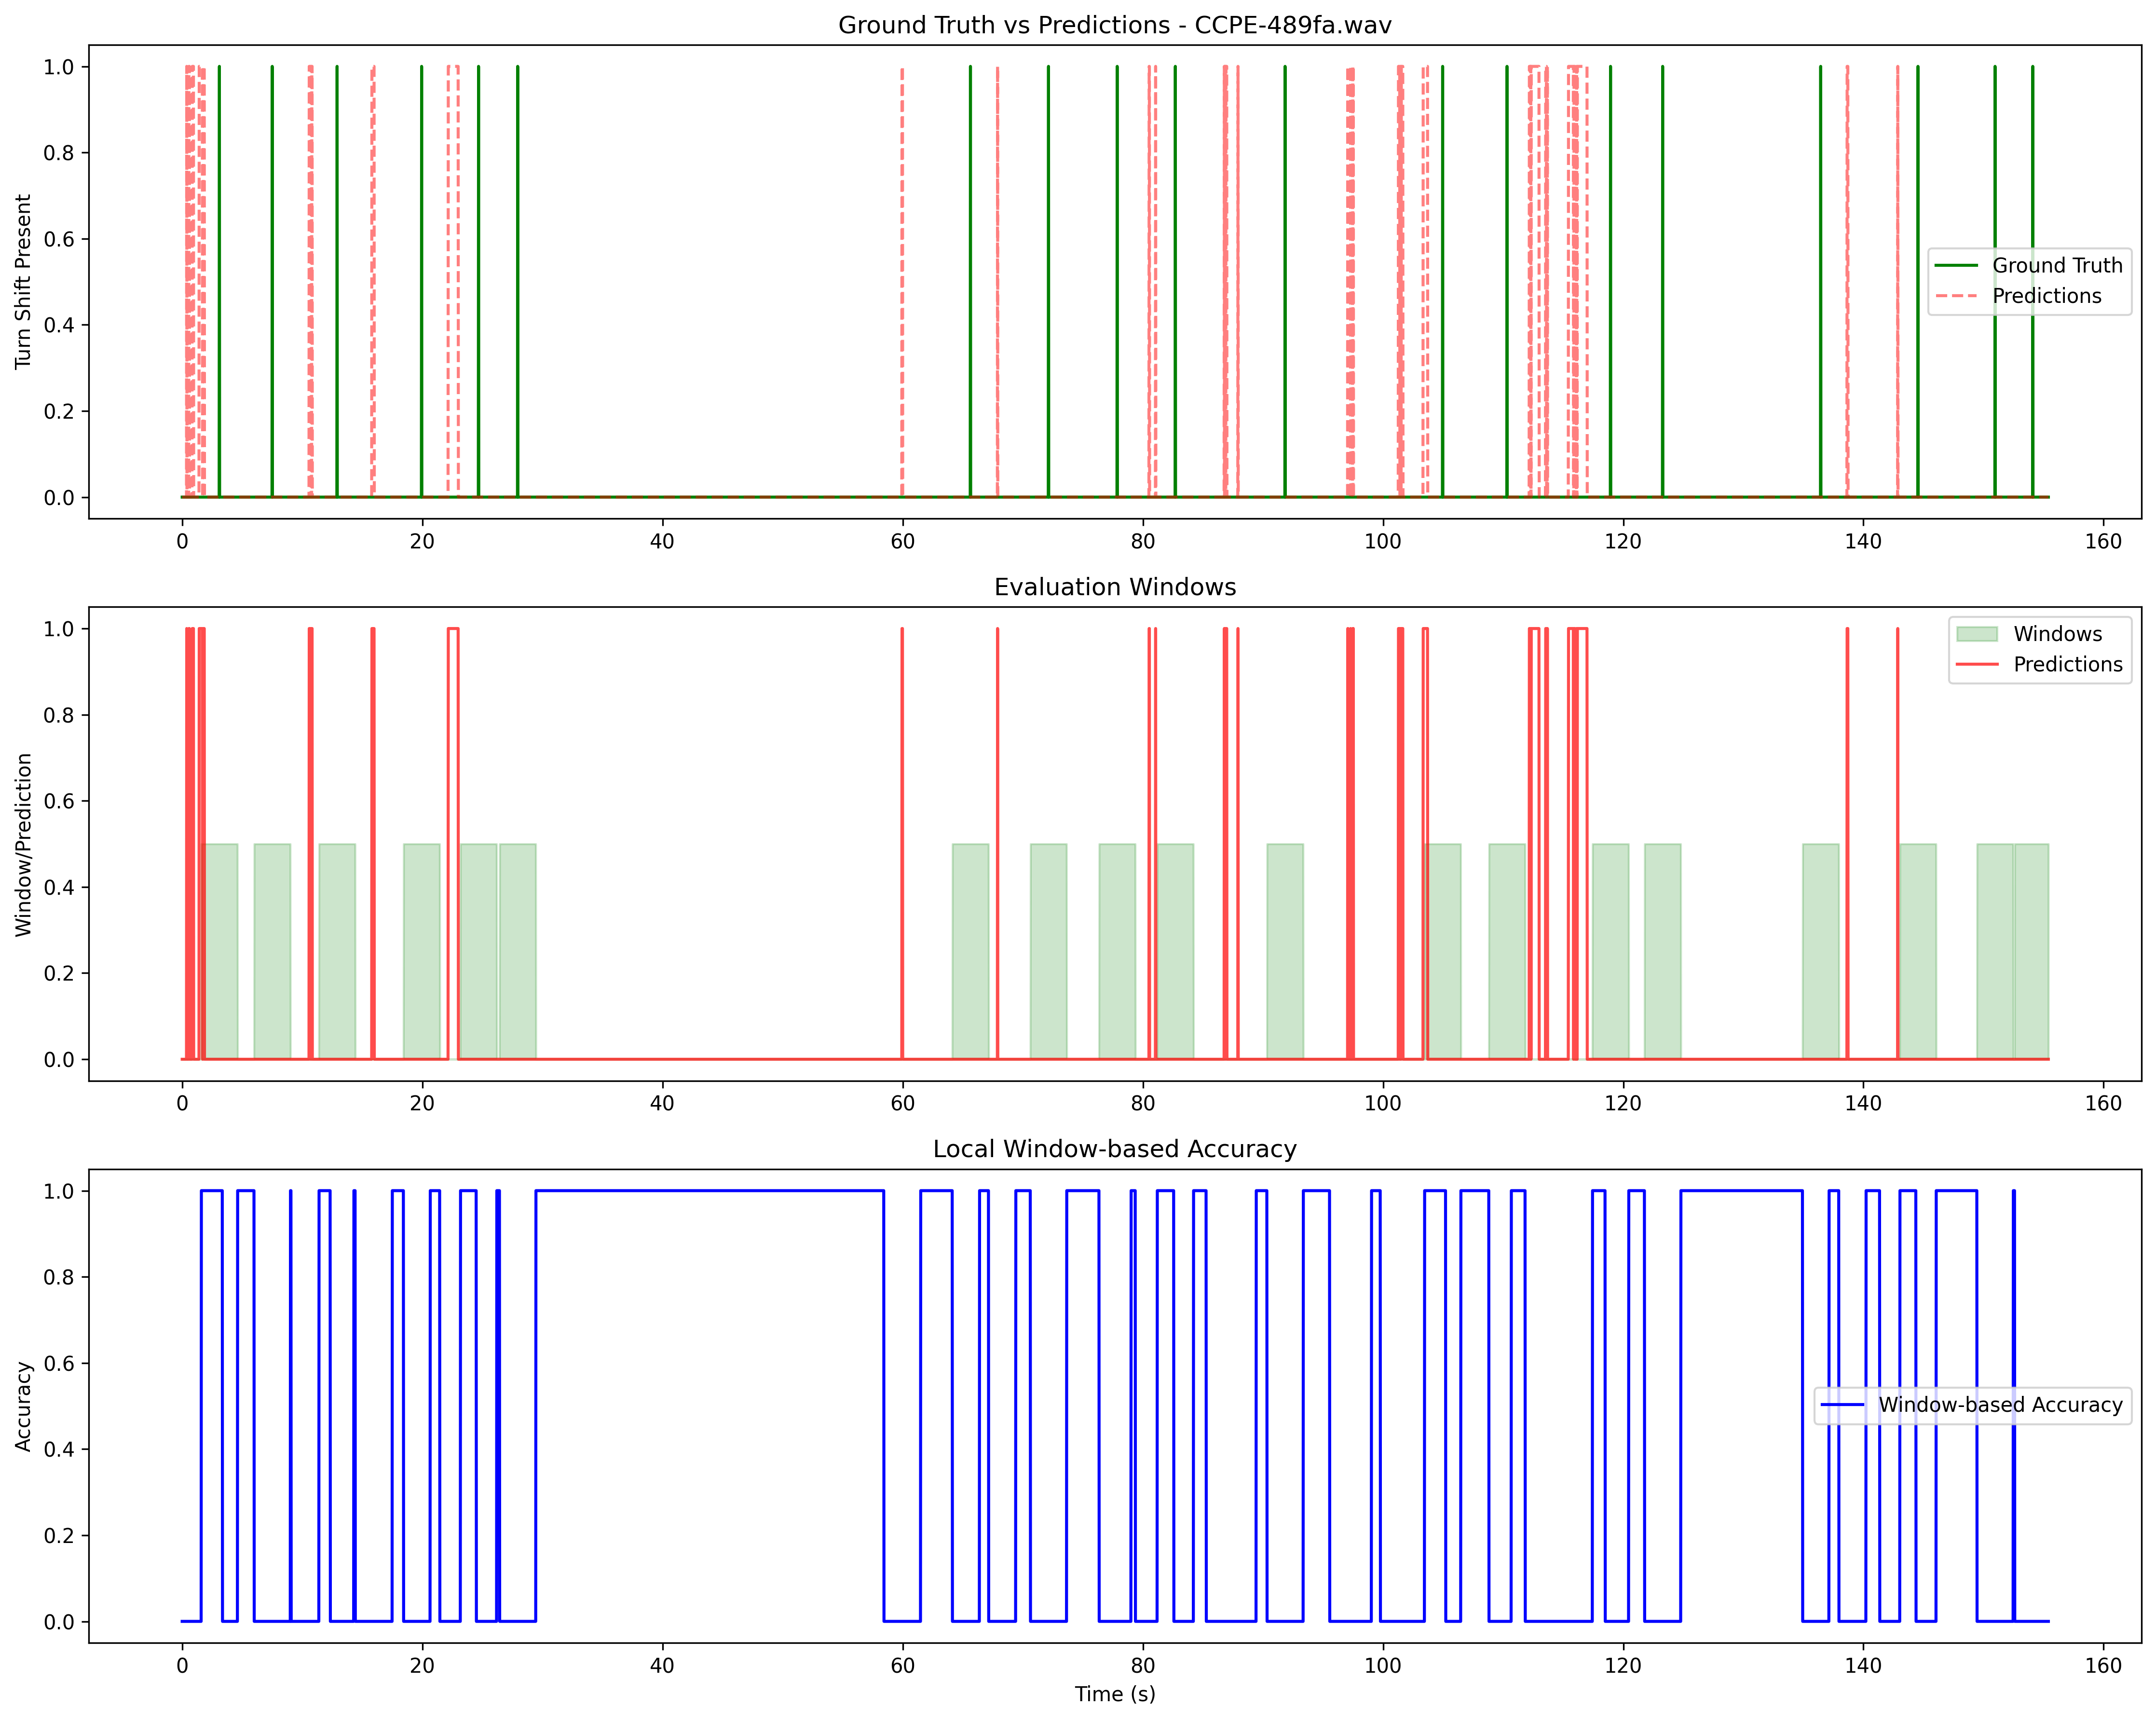 Ground Truth vs Predictions - CCPE-489fa.wav
1.0
0.8
0.6
0.4
0.2
0.0
Turn Shift Present
Ground Truth
Predictions
0 20 40 60 80 100 120 140 160
Evaluation Windows
1.0
0.8
0.6
0.4
0.2
0.0
Window/Prediction
Windows
Predictions
0 20 40 60 80 100 120 140 160
Local Window-based Accuracy
1.0
0.8
0.6
0.4
0.2
0.0
Accuracy
Window-based Accuracy
0 20 40 60 80 100 120 140 160
Time (s)